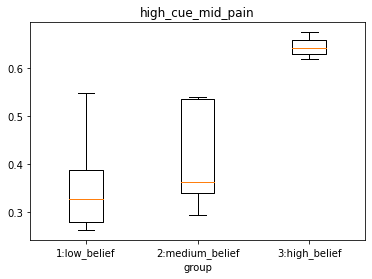 high_cue_mid_pain
0.6
0.5
0.4
0.3
1:low_belief 2:medium_belief 3:high_belief
group